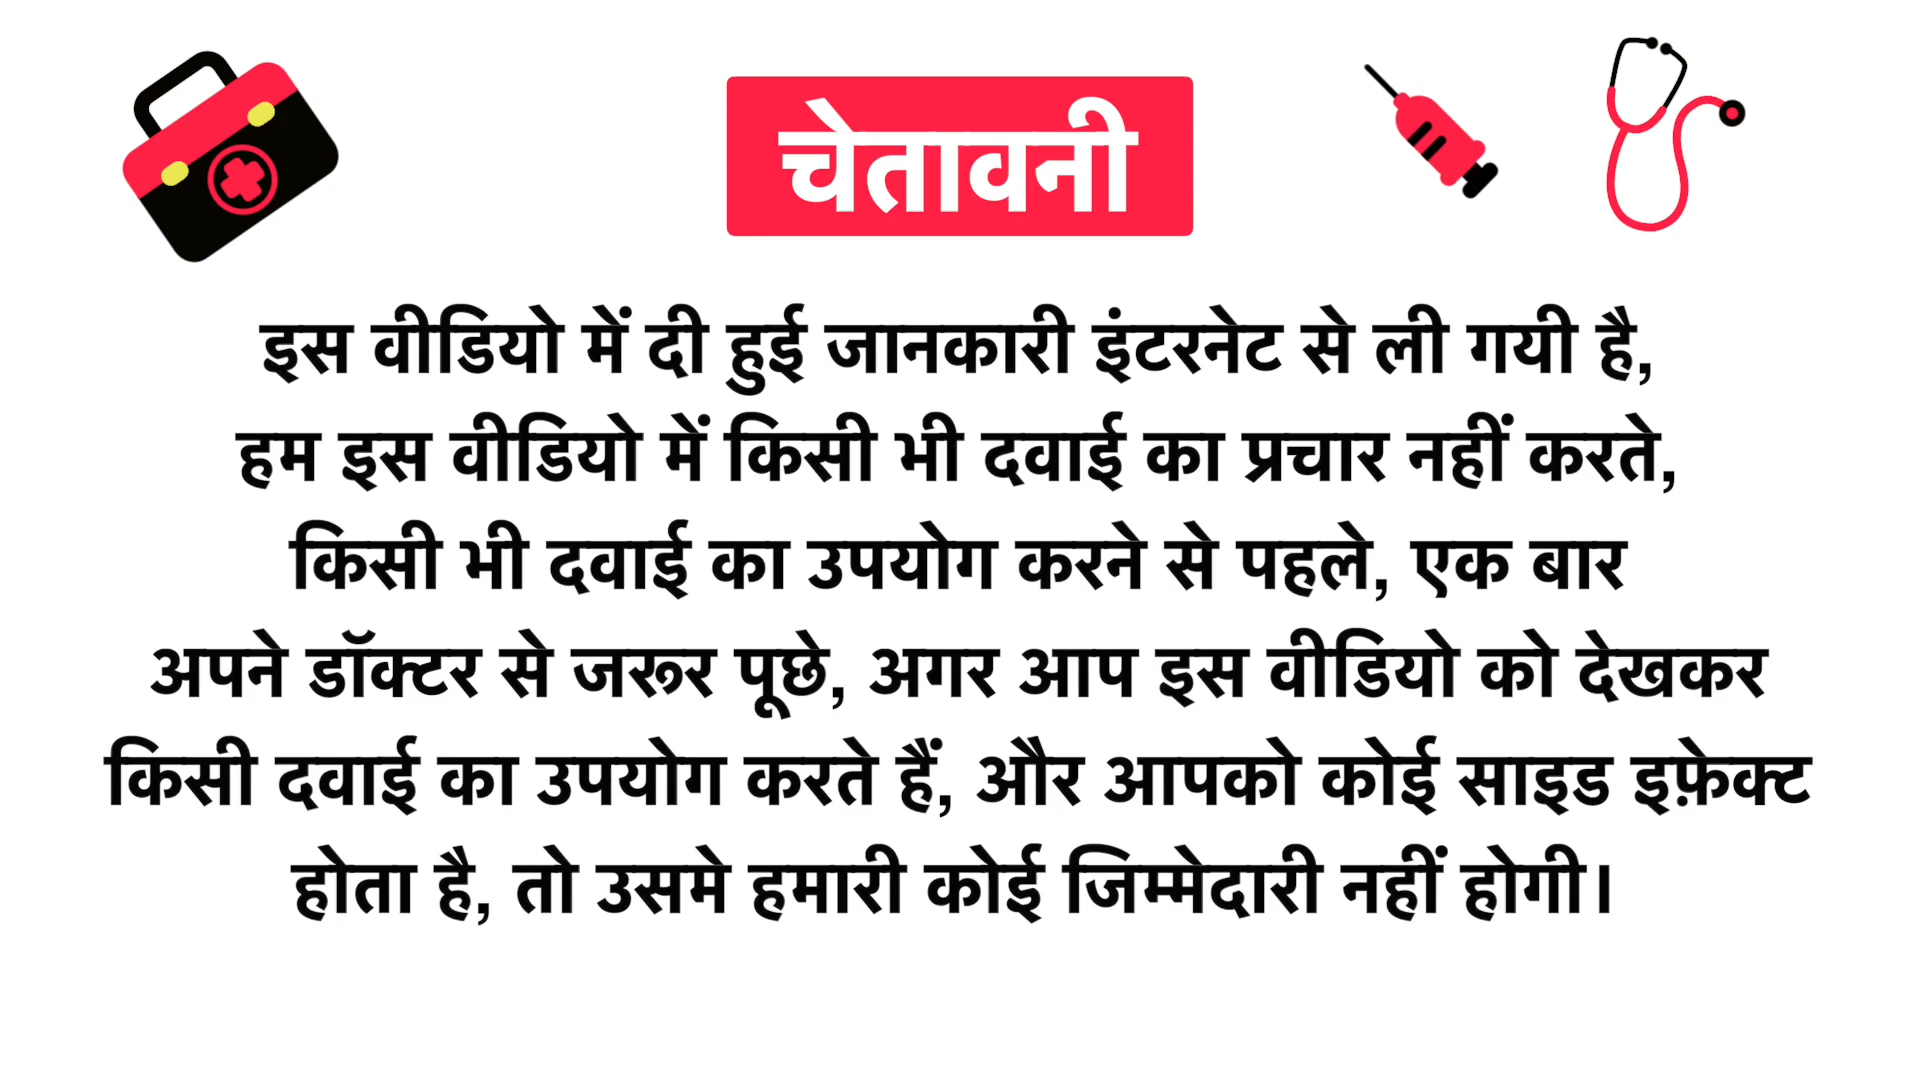 चेतावनी
इस वीडियो में दी हुई जानकारी इंटरनेट से ली गयी है,
हम इस वीडियो में किसी भी दवाई का प्रचार नहीं करते,
किसी भी दवाई का उपयोग करने से पहले, एक बार
अपने डॉक्टर से जरूर पूछे, अगर आप इस वीडियो को देखकर
किसी दवाई का उपयोग करते हैं, और आपको कोई साइड इफ़ेक्ट
होता है, तो उसमे हमारी कोई जिम्मेदारी नहीं होगी।